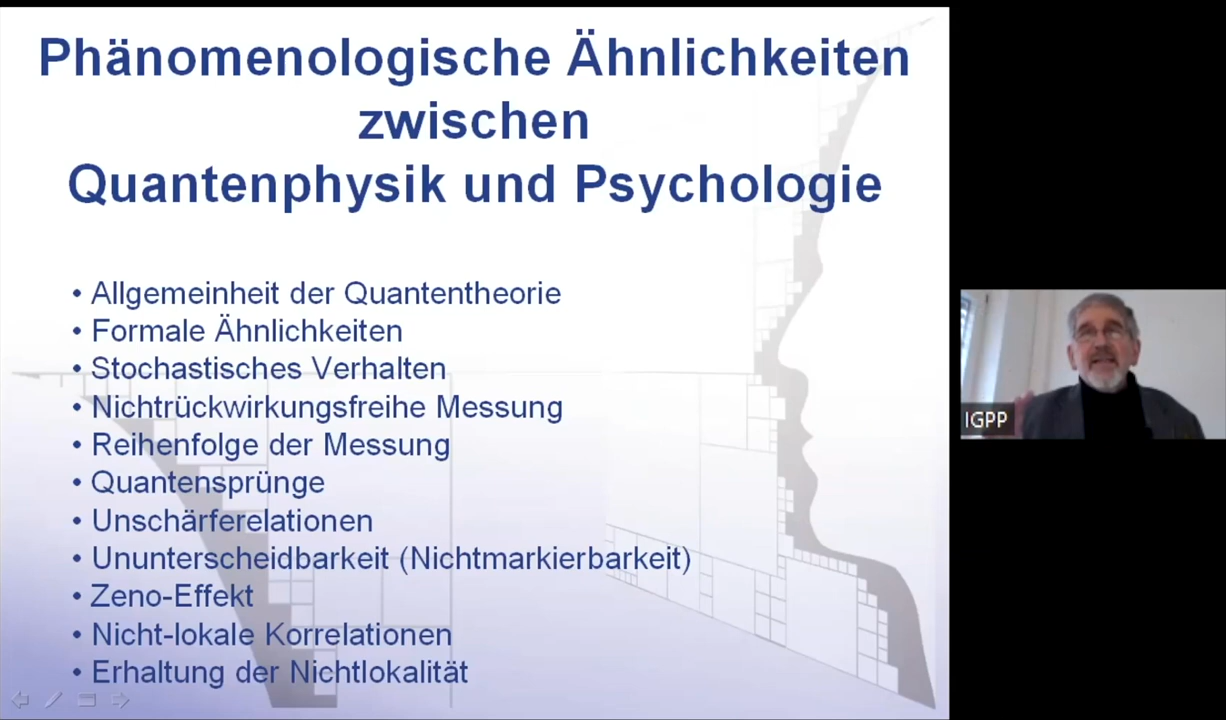 Phänomenologische Ähnlichkeiten
zwischen
Quantenphysik und Psychologie
• Allgemeinheit der Quantentheorie
• Formale Ähnlichkeiten
• Stochastisches Verhalten
• Nichtrückwirkungsfreihe Messung
• Reihenfolge der Messung
• Quantensprünge
• Unschärferelationen
• Ununterscheidbarkeit (Nichtmarkierbarkeit)
• Zeno-Effekt
• Nicht-lokale Korrelationen
• Erhaltung der Nichtlokalität
IGPP